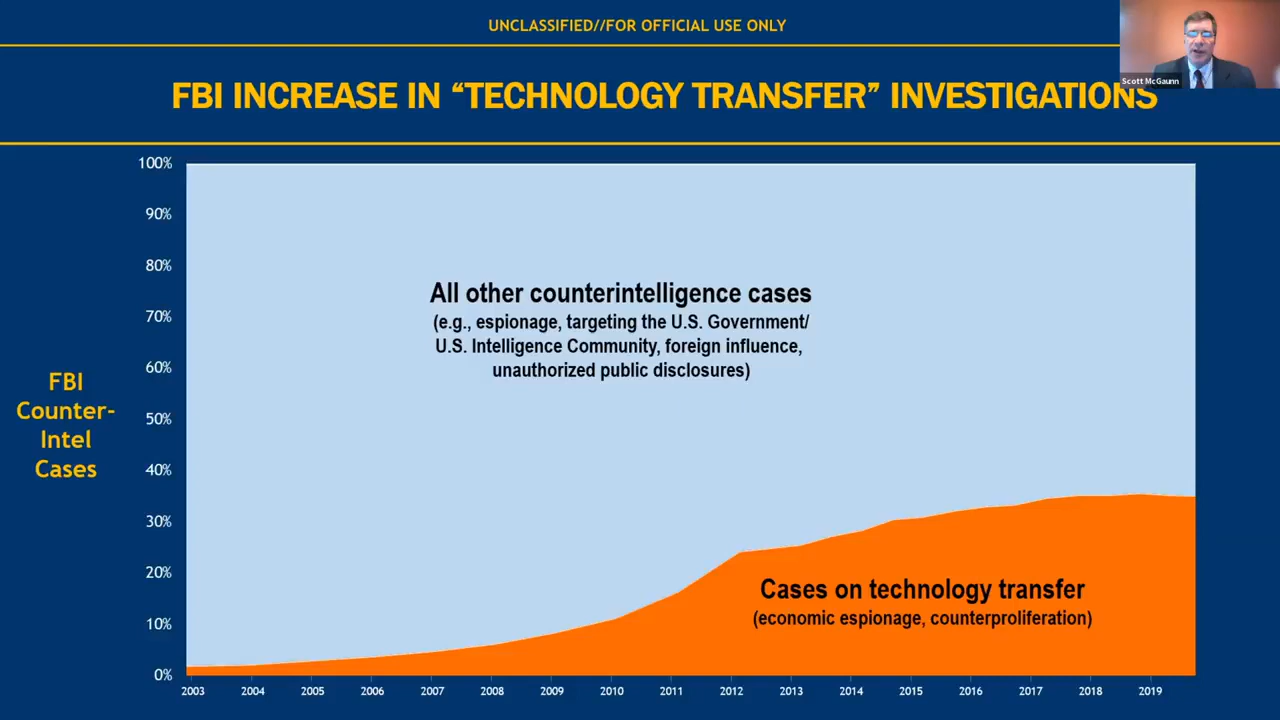 UNCLASSIFIED//FOR OFFICIAL USE ONLY
Scott McGaunn
FBI INCREASE IN “TECHNOLOGY TRANSFER” INVESTIGATIONS
100%
90%
80%
70%
60%
50%
40%
30%
20%
10%
0%
FBI
Counter-
Intel
Cases
All other counterintelligence cases
(e.g., espionage, targeting the U.S. Government/
U.S. Intelligence Community, foreign influence,
unauthorized public disclosures)
Cases on technology transfer
(economic espionage, counterproliferation)
2003 2004 2005 2006 2007 2008 2009 2010 2011 2012 2013 2014 2015 2016 2017 2018 2019